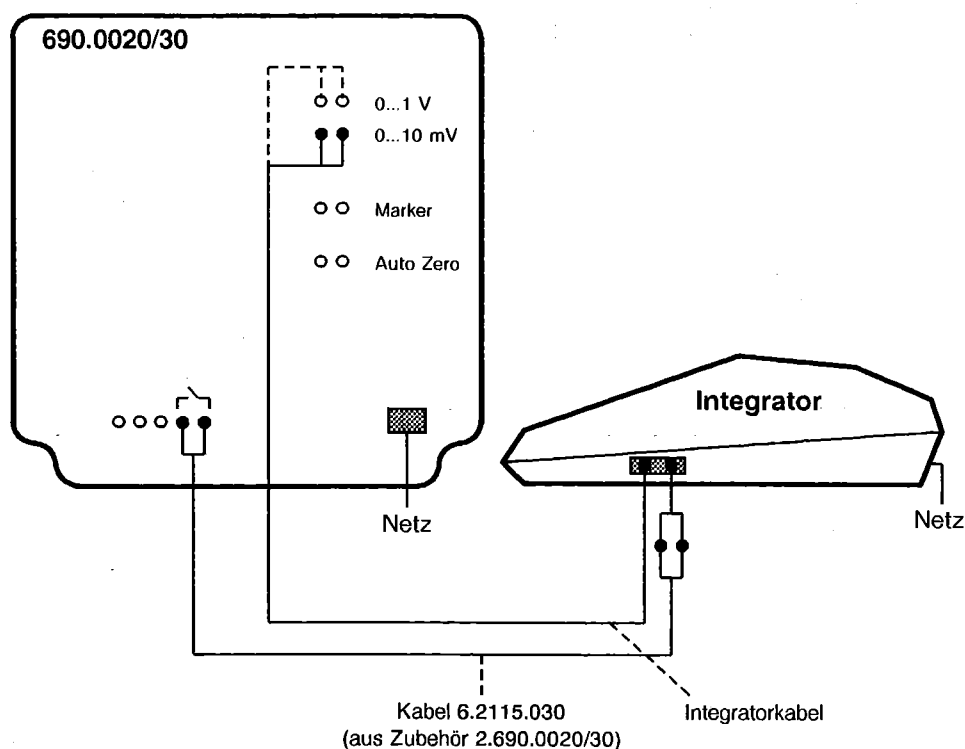 690.0020/30
0...1 V
0...10 mV
Marker
Auto Zero
Integrator
Netz
Netz
Kabel 6.2115.030
(aus Zubehör 2.690.0020/30)
Integratorkabel